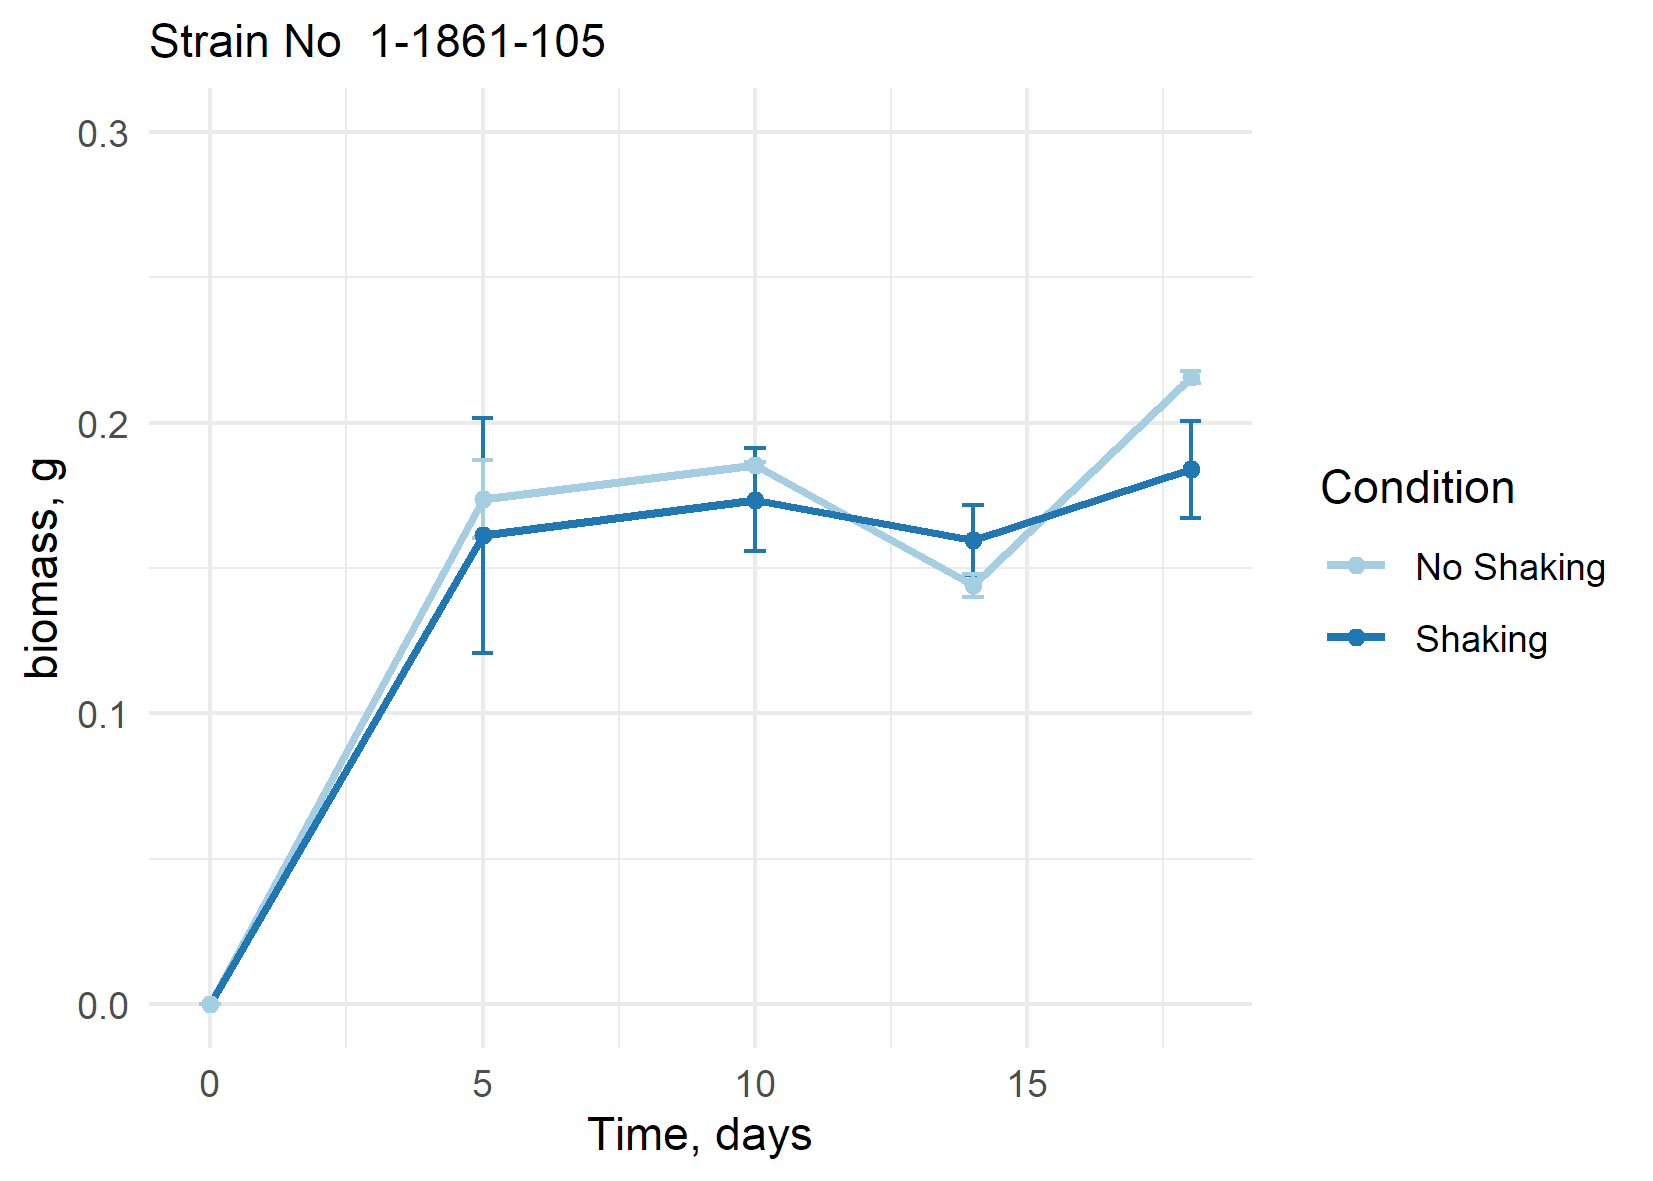 Strain No  1-1861-105
0.3
0.2
0.1
0.0
biomass, g
0 5 10 15
Time, days
Condition
No Shaking
Shaking